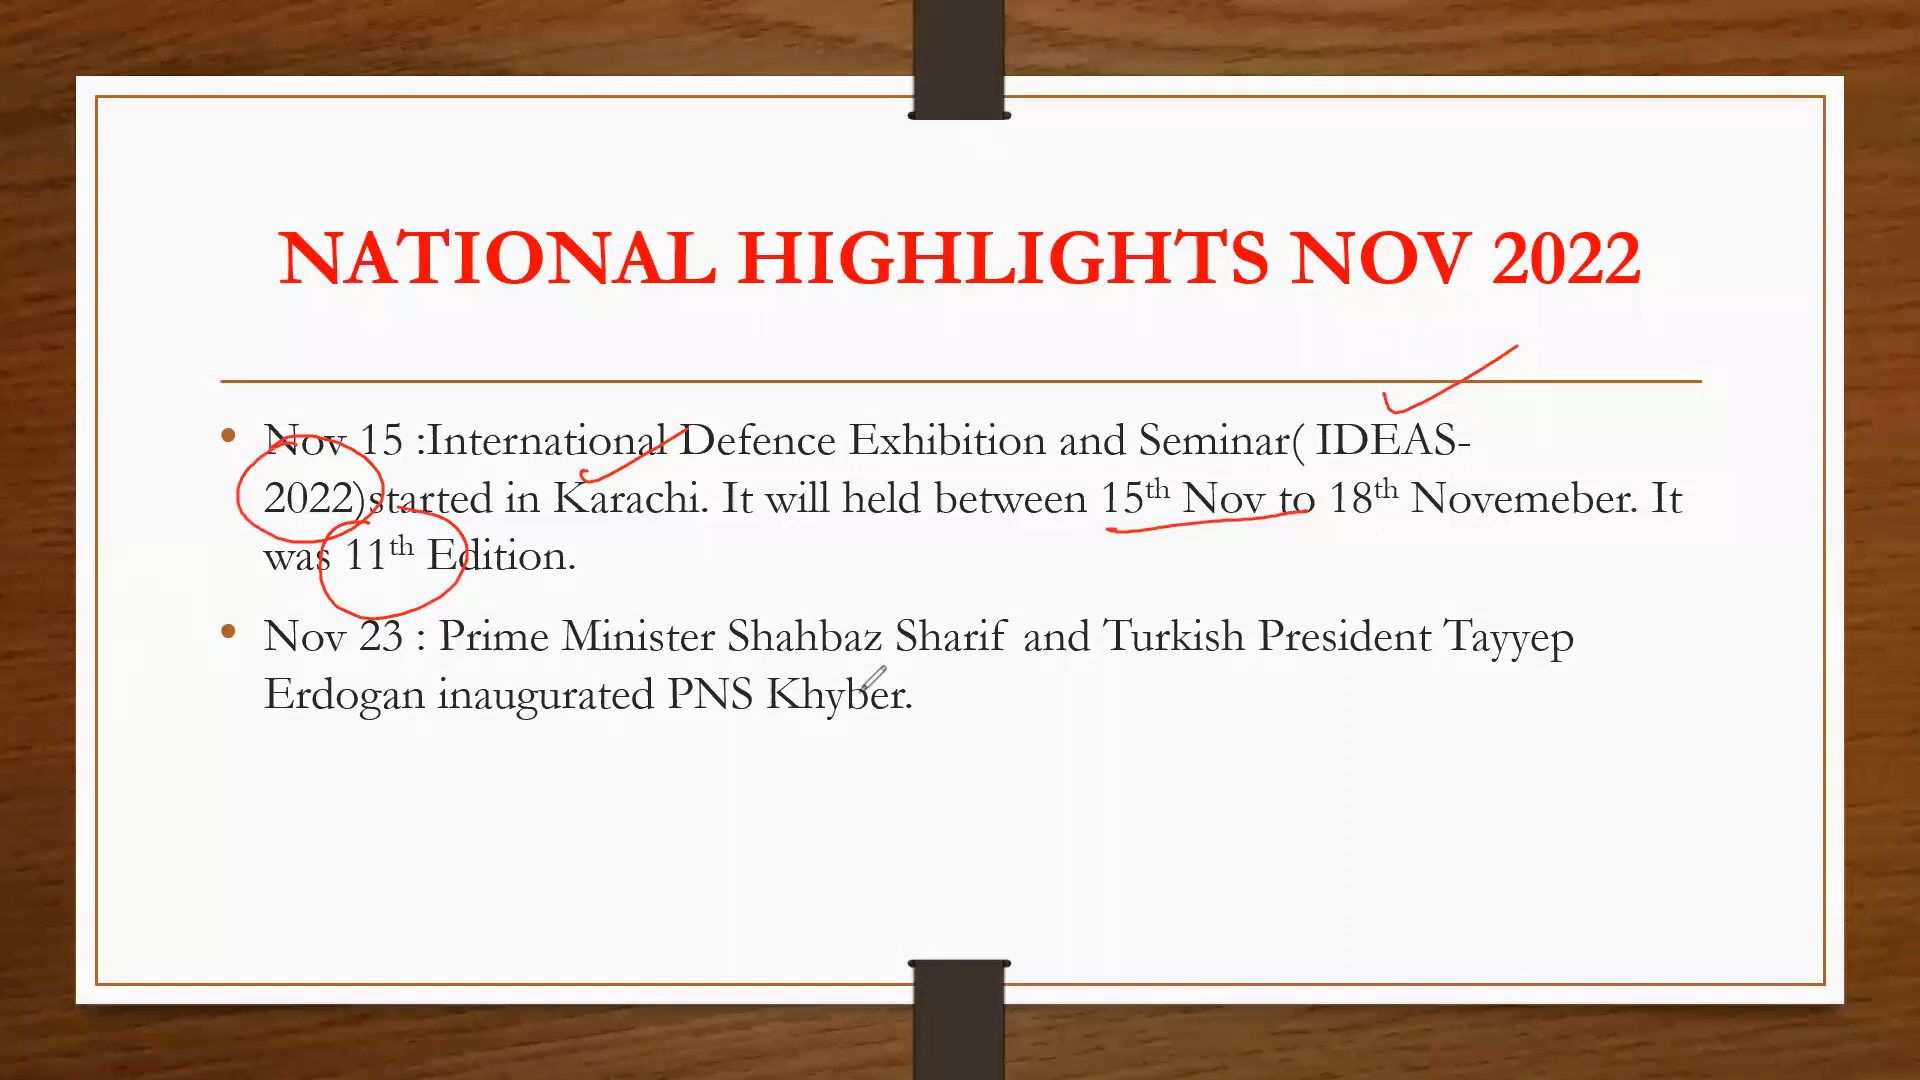 NATIONAL HIGHLIGHTS NOV 2022
• Nov 15 :International Defence Exhibition and Seminar( IDEAS-
2022)started in Karachi. It will held between 15th Nov to 18th Novemeber. It
was 11th Edition.
• Nov 23 : Prime Minister Shahbaz Sharif and Turkish President Tayyep
Erdogan inaugurated PNS Khyber.